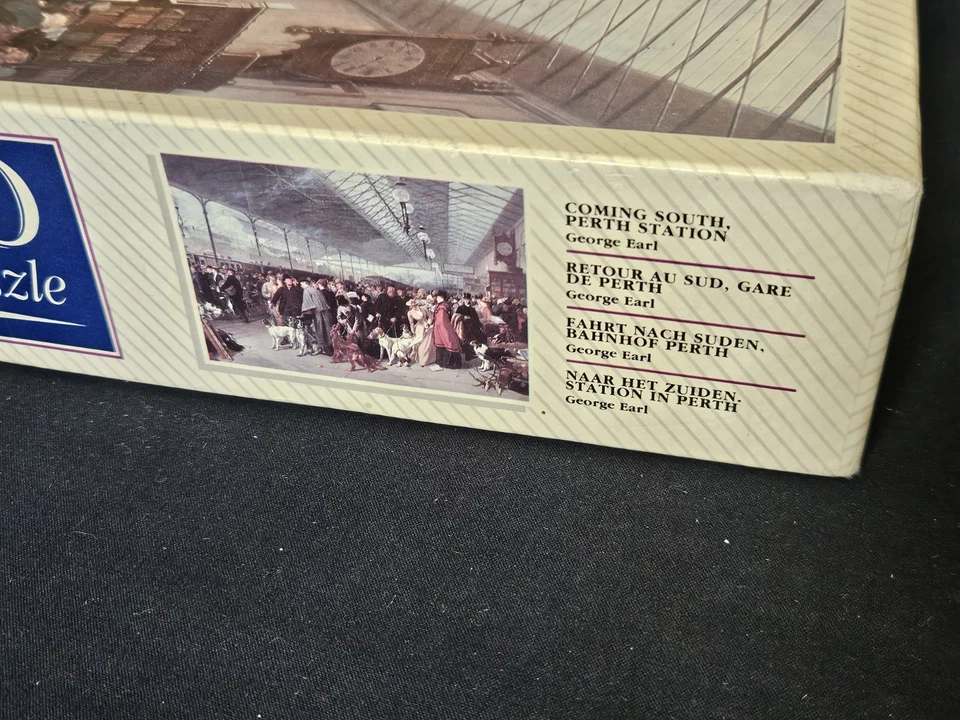 zzle
COMING SOUTH,
PERTH STATION
George Earl
RETOUR AU SUD, GARE
DE PERTH
George Earl
FAHRT NACH SUDEN,
BAHNHOF PERTH
George Earl
NAAR HET ZUIDEN.
STATION IN PERTH
George Earl